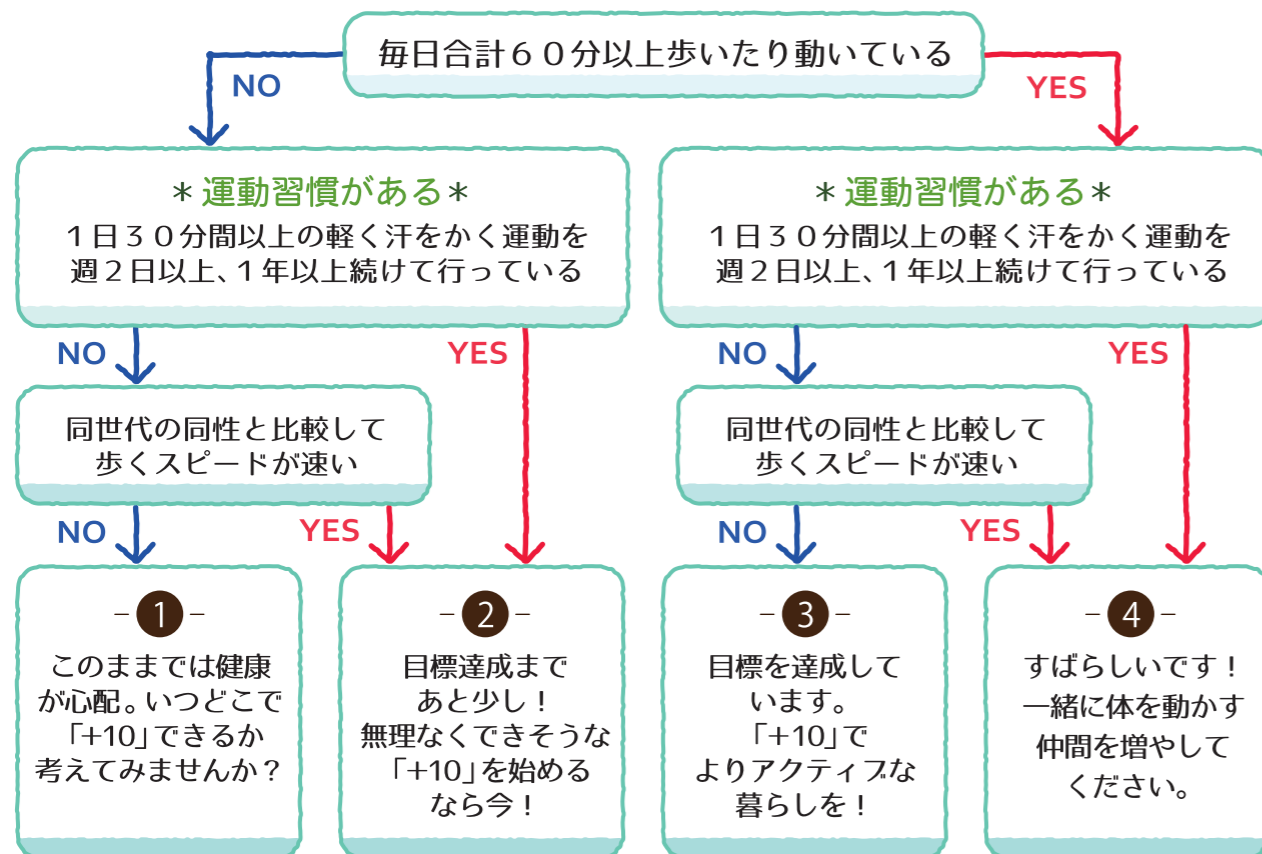 毎日合計６０分以上歩いたり動いている
NO
YES
＊運動習慣がある＊
１日３０分間以上の軽く汗をかく運動を
週２日以上、１年以上続けて行っている
＊運動習慣がある＊
１日３０分間以上の軽く汗をかく運動を
週２日以上、１年以上続けて行っている
NO
YES
NO
YES
同世代の同性と比較して
歩くスピードが速い
同世代の同性と比較して
歩くスピードが速い
NO
YES
NO
YES
-1-
このままでは健康
が心配。いつどこで
「+10」できるか
考えてみませんか？
-2-
目標達成まで
あと少し！
無理なくできそうな
「+10」を始める
なら今！
-3-
目標を達成して
います。
「+10」で
よりアクティブな
暮らしを！
-4-
すばらしいです！
一緒に体を動かす
仲間を増やして
ください。